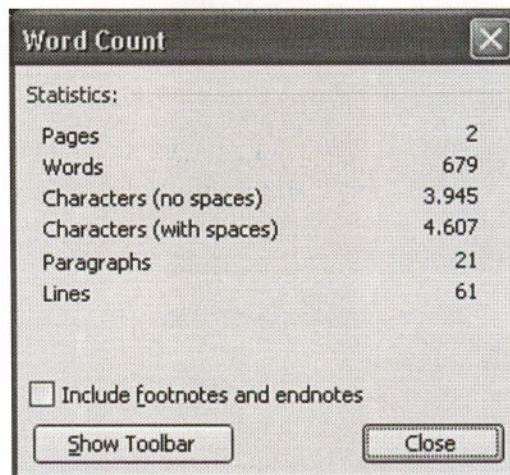 Word Count
Statistics:
Pages 2
Words 679
Characters (no spaces) 3.945
Characters (with spaces) 4.607
Paragraphs 21
Lines 61
Include footnotes and endnotes
Show Toolbar Close